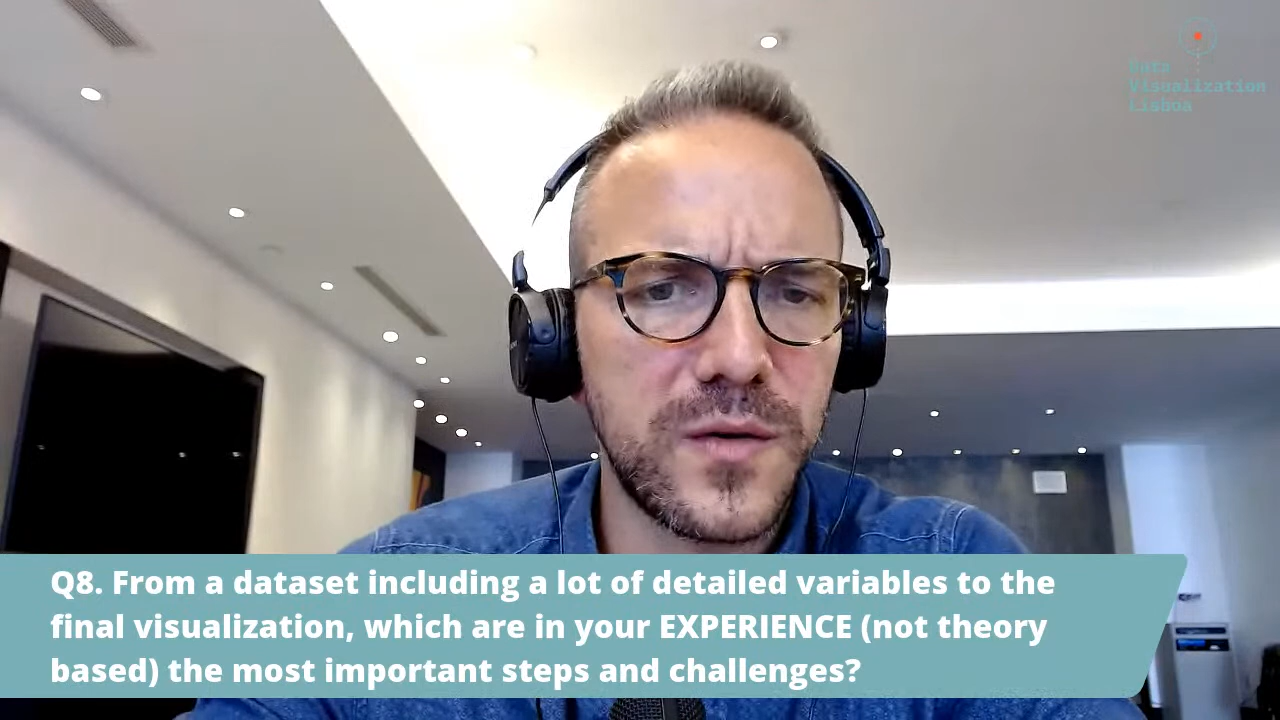 Data
Visualization
Lisboa
Q8. From a dataset including a lot of detailed variables to the
final visualization, which are in your EXPERIENCE (not theory
based) the most important steps and challenges?